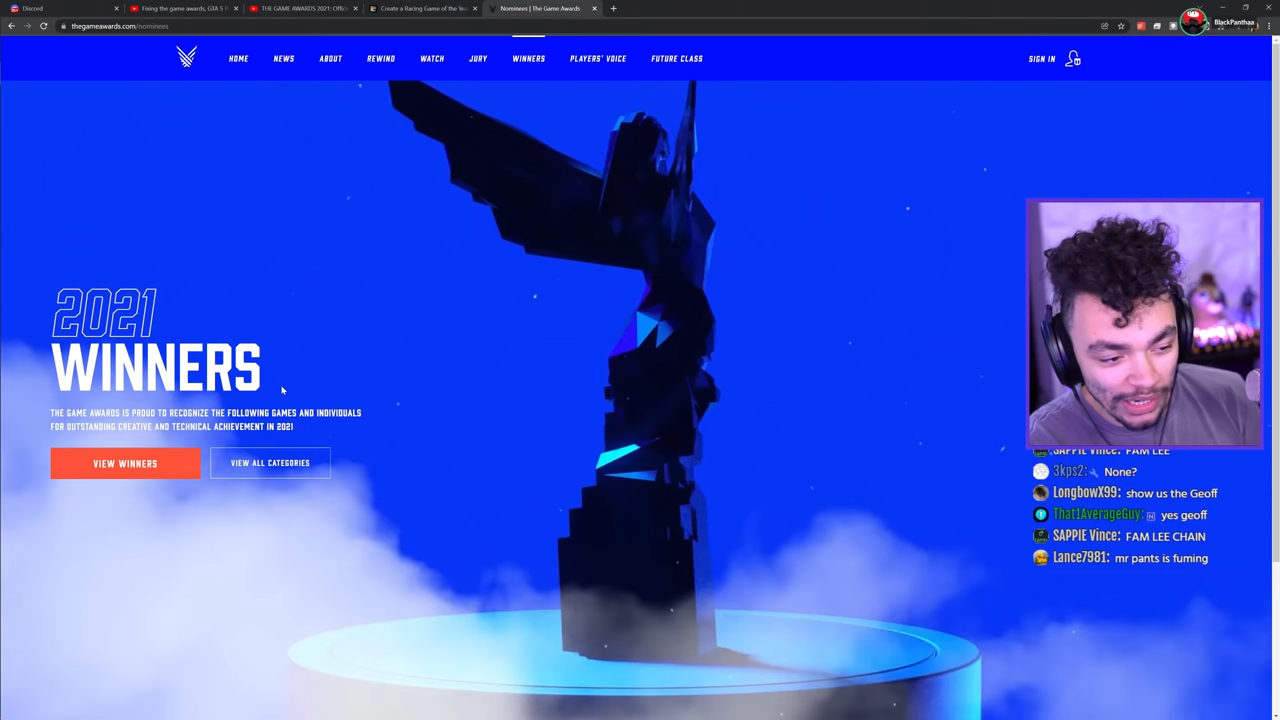 Discord
Fixing the game awards, GTA 5 R
THE GAME AWARDS 2021: Offici
Create a Racing Game of the Yea
Nominees | The Game Awards
thegameawards.com/nominees
BlackPanthaa
HOME
NEWS
ABOUT
REWIND
WATCH
JURY
WINNERS
PLAYERS' VOICE
FUTURE CLASS
SIGN IN
2021
WINNERS
THE GAME AWARDS IS PROUD TO RECOGNIZE THE FOLLOWING GAMES AND INDIVIDUALS
FOR OUTSTANDING CREATIVE AND TECHNICAL ACHIEVEMENT IN 2021
VIEW WINNERS
VIEW ALL CATEGORIES
SAPPIE Vince: FAM LEE
3kps2: None?
LongbowX99: show us the Geoff
That1AverageGuy: N yes geoff
SAPPIE Vince: FAM LEE CHAIN
Lance7981: mr pants is fuming